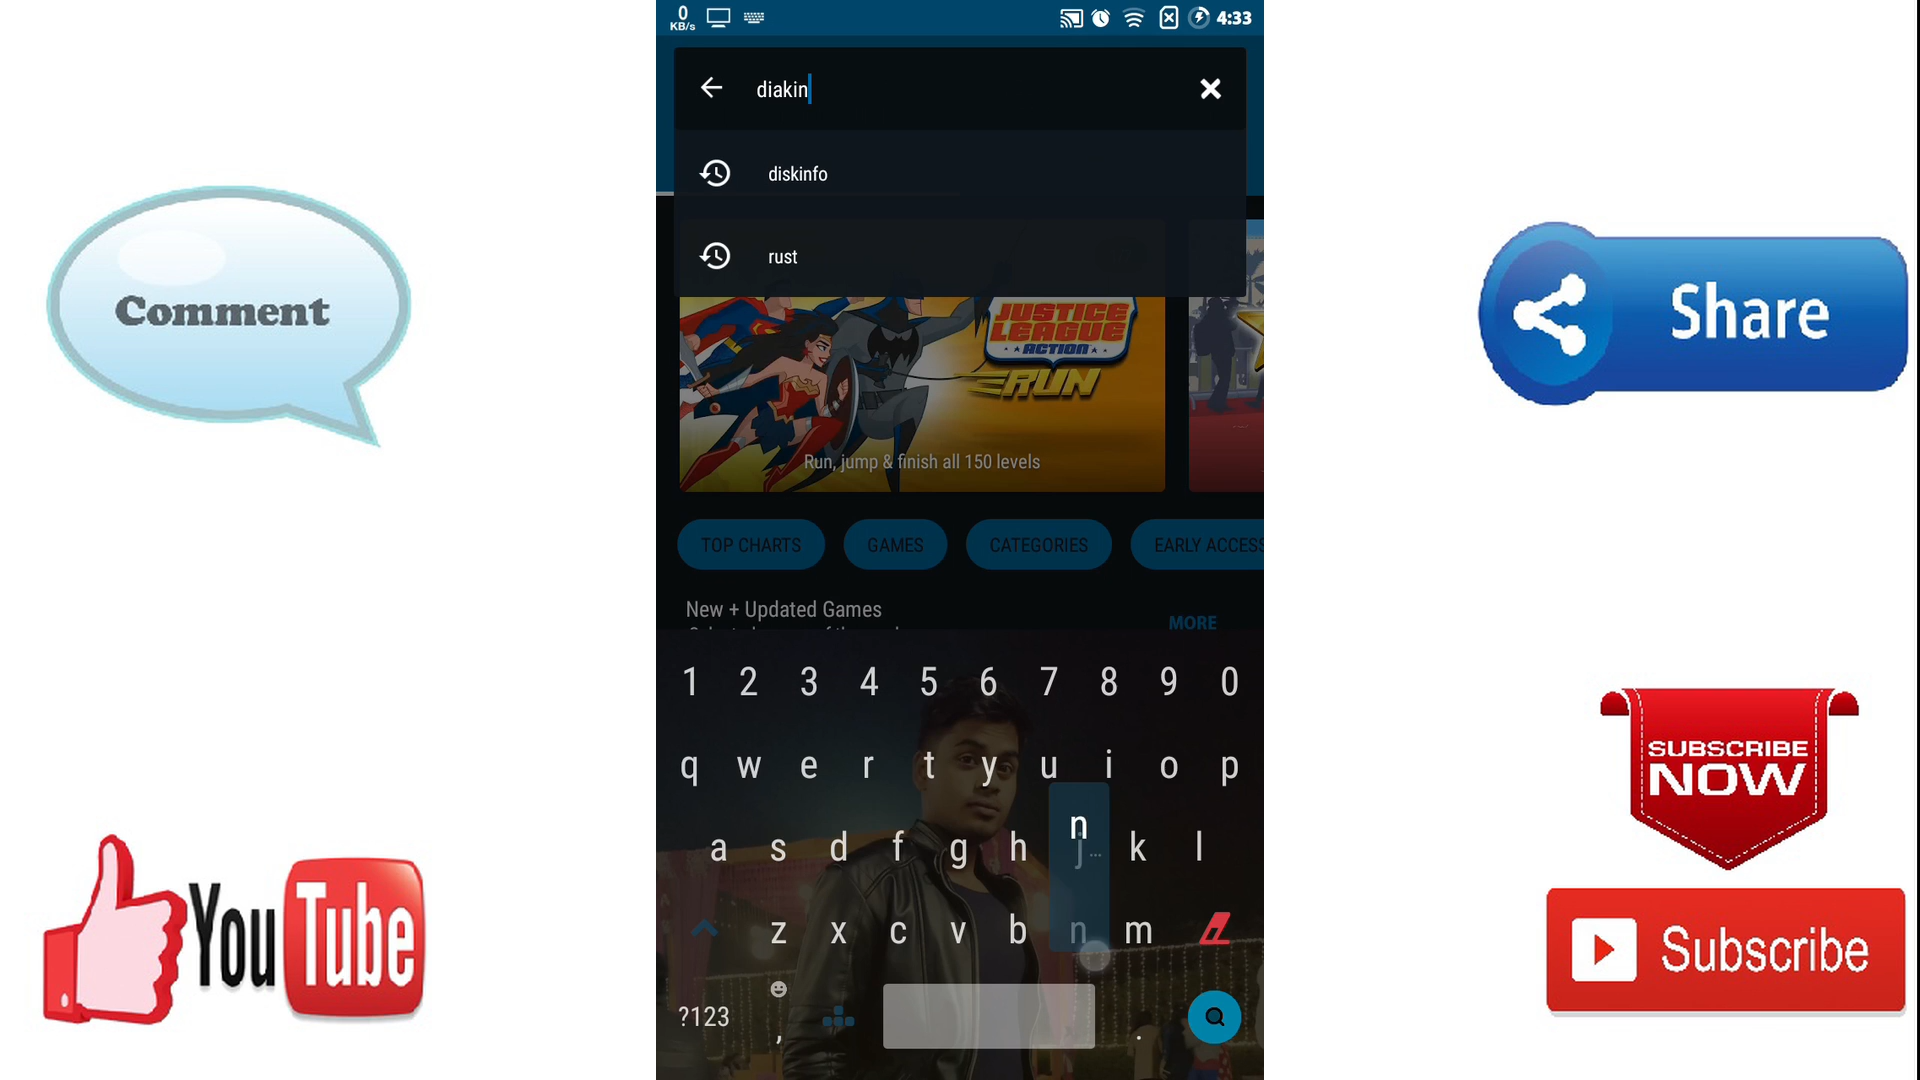 0
KB/s
4:33
diakin
diskinfo
rust
JUSTICE
LEAGUE
ACTION
RUN
Run, jump & finish all 150 levels
TOP CHARTS
GAMES
CATEGORIES
EARLY ACCESS
New + Updated Games
MORE
1 2 3 4 5 6 7 8 9 0
q w e r t y u i o p
n
a s d f g h j k l
z x c v b n m
?123
,
.
Comment
YouTube
Share
SUBSCRIBE
NOW
Subscribe